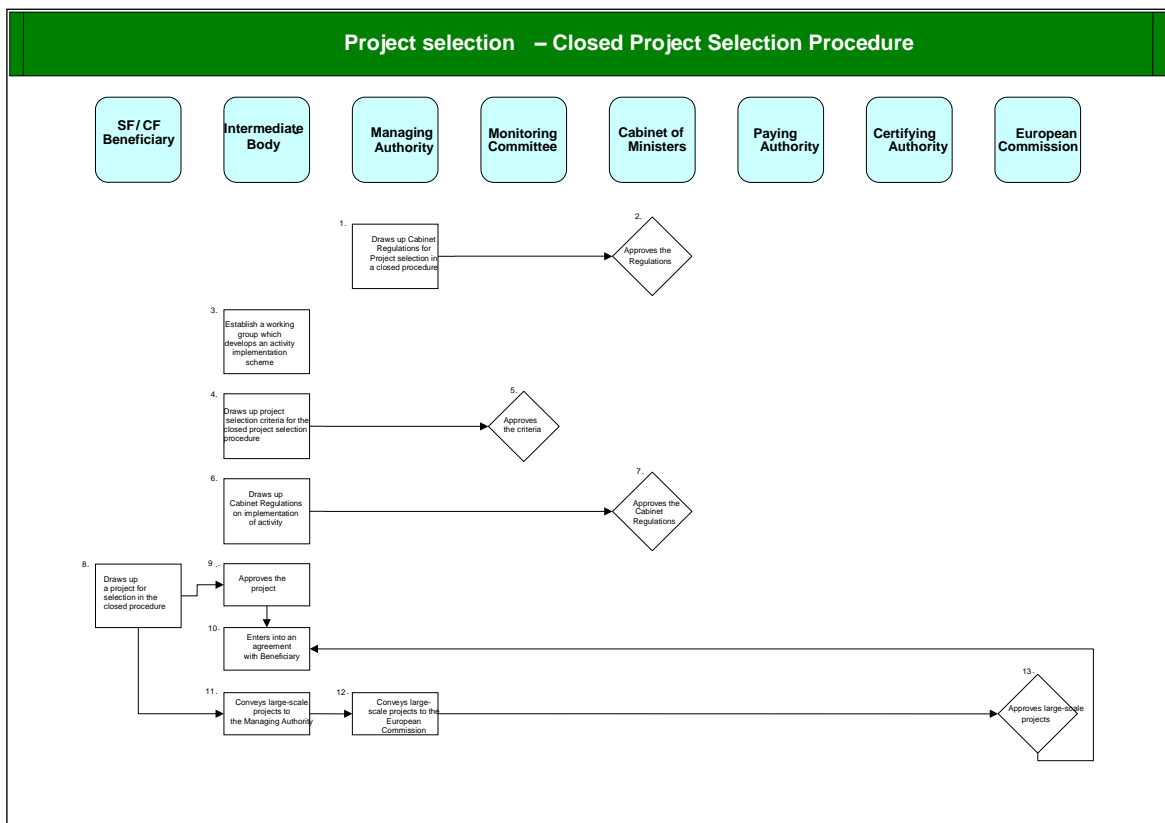 Project selection – Closed Project Selection Procedure
SF/ CF
Beneficiary
Intermediate
Body
Managing
Authority
Monitoring
Committee
Cabinet of
Ministers
Paying
Authority
Certifying
Authority
European
Commission
1.
Draws up Cabinet
Regulations for
Project selection in
a closed procedure
2.
Approves the
Regulations
3.
Establish a working
group which
develops an activity
implementation
scheme
4.
Draws up project
selection criteria for the
closed project selection
procedure
5.
Approves
the criteria
6.
Draws up
Cabinet Regulations
on implementation
of activity
7.
Approves the
Cabinet
Regulations
8.
Draws up
a project for
selection in the
closed procedure
9.
Approves the
project
10.
Enters into an
agreement
with Beneficiary
11.
Conveys large-scale
projects to
the Managing Authority
12.
Conveys large-
scale projects to the
European
Commission
13.
Approves large-scale
projects